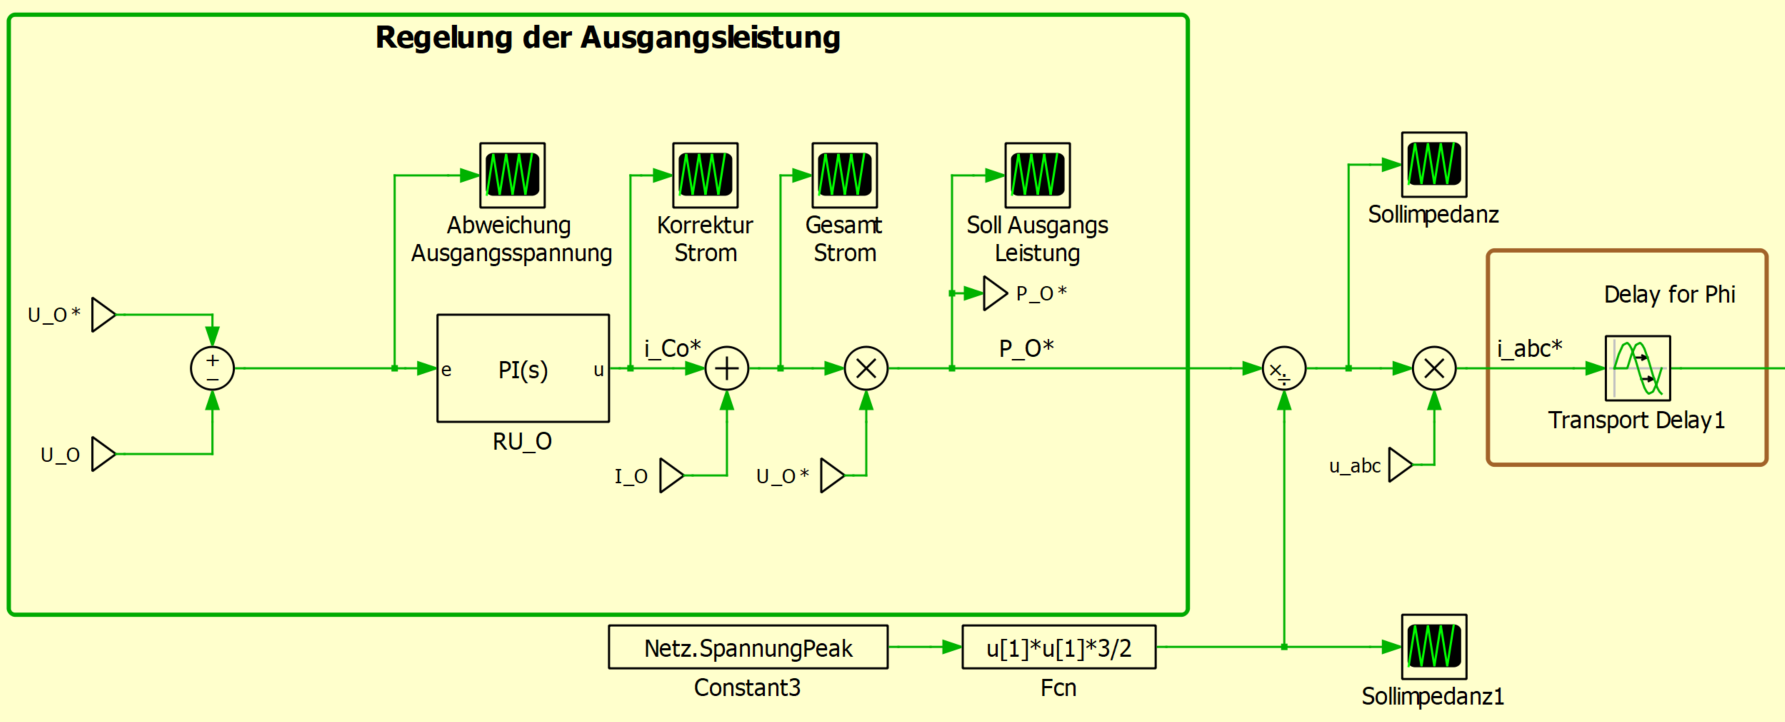 Regelung der Ausgangsleistung
Abweichung
Ausgangsspannung
Korrektur
Strom
Gesamt
Strom
Soll Ausgangs
Leistung
Sollimpedanz
P_O*
Delay for Phi
U_O*
+
−
e
PI(s)
u
RU_O
i_Co*
+
×
P_O*
×
÷
×
i_abc*
Transport Delay1
U_O
I_O
U_O*
u_abc
Netz.SpannungPeak
Constant3
u[1]*u[1]*3/2
Fcn
Sollimpedanz1